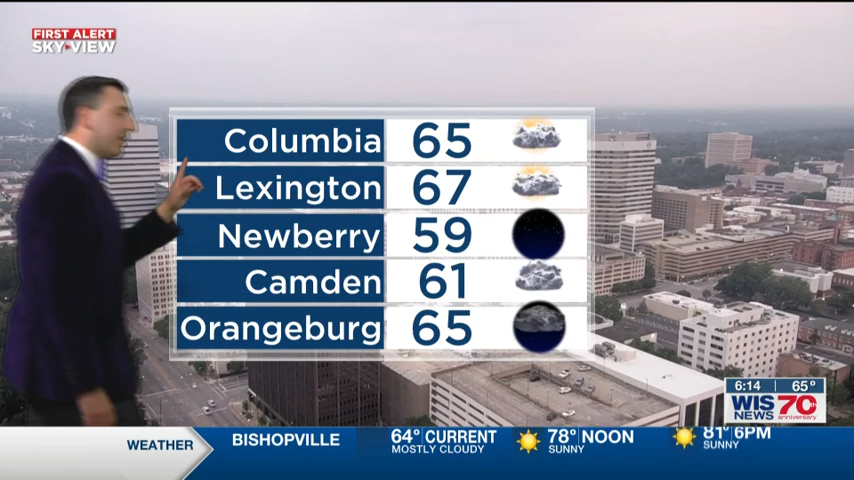 FIRST ALERT
SKY VIEW
Columbia 65
Lexington 67
Newberry 59
Camden 61
Orangeburg 65
6:14 65°
WIS
NEWS
70
anniversary
WEATHER
BISHOPVILLE
64° CURRENT
MOSTLY CLOUDY
78° NOON
SUNNY
81° 6PM
SUNNY